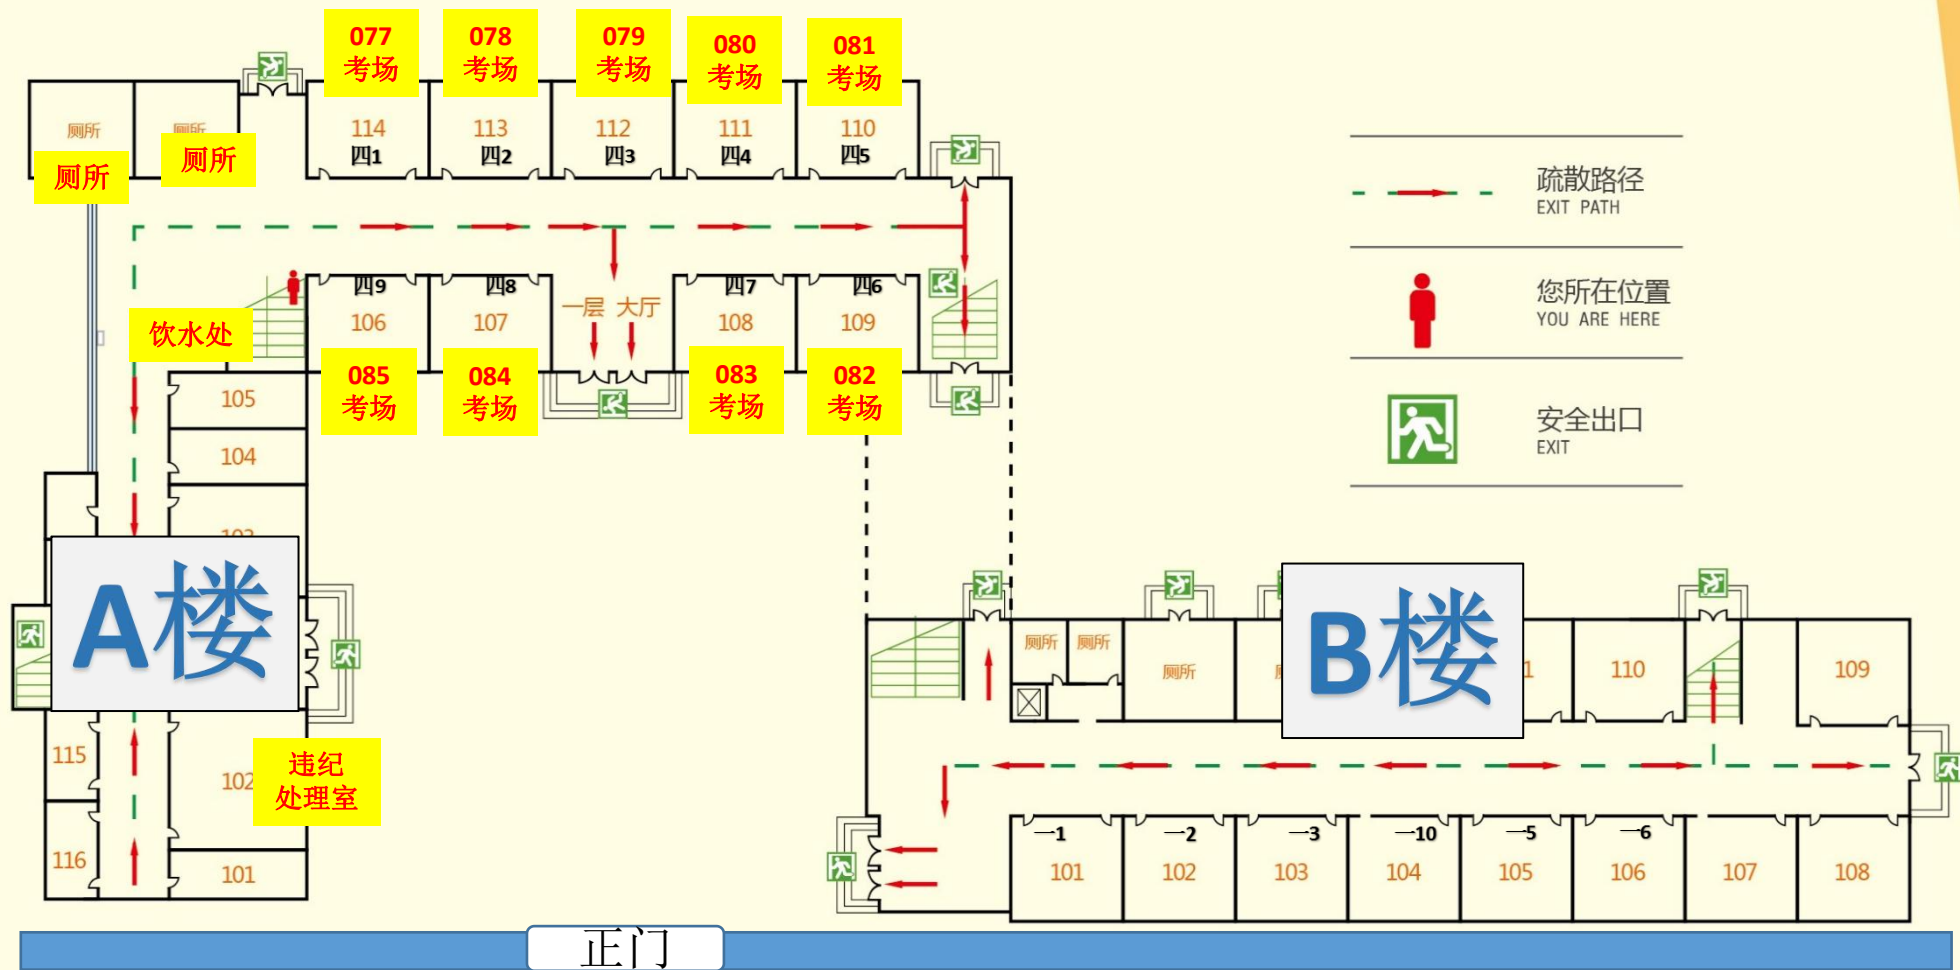 077
考场
078
考场
079
考场
080
考场
081
考场
厕所
厕所
114
四1
113
四2
112
四3
111
四4
110
四5
厕所
厕所
疏散路径
EXIT PATH
您所在位置
YOU ARE HERE
安全出口
EXIT
四9
106
四8
107
一层 大厅
四7
108
四6
109
饮水处
085
考场
084
考场
083
考场
082
考场
105
104
A楼
115
102
违纪
处理室
116
101
厕所
厕所
厕所
B楼
110
109
一1
101
一2
102
一3
103
一10
104
一5
105
一6
106
107
108
正门